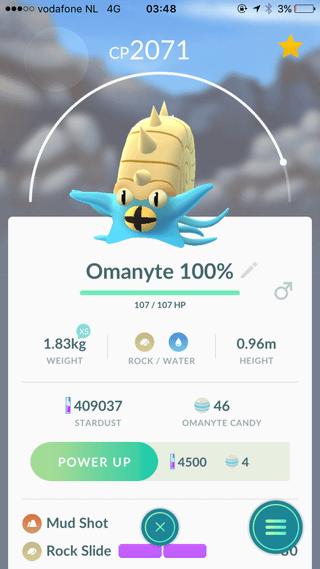 vodafone NL 4G 03:48 3%
CP2071
Omanyte 100%
107 / 107 HP
XS
1.83kg 0.96m
WEIGHT ROCK / WATER HEIGHT
409037 46
STARDUST OMANYTE CANDY
POWER UP 4500 4
Mud Shot
Rock Slide